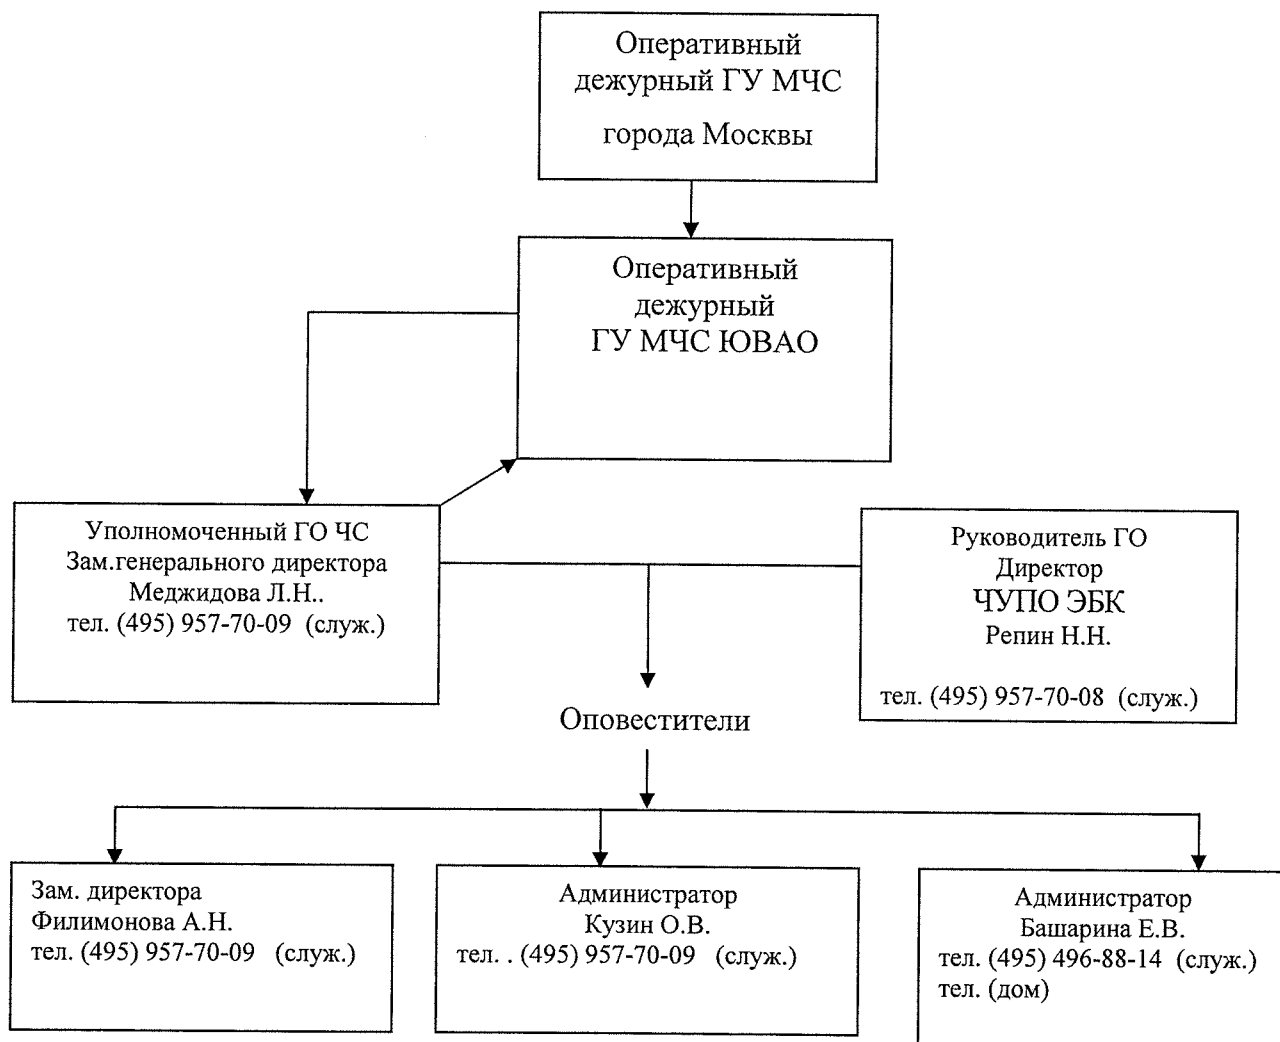 Оперативный
дежурный ГУ МЧС
города Москвы
Оперативный
дежурный
ГУ МЧС ЮВАО
Уполномоченный ГО ЧС
Зам.генерального директора
Меджидова Л.Н..
тел. (495) 957-70-09 (служ.)
Руководитель ГО
Директор
ЧУПО ЭБК
Репин Н.Н.
тел. (495) 957-70-08 (служ.)
Оповестители
Зам. директора
Филимонова А.Н.
тел. (495) 957-70-09 (служ.)
Администратор
Кузин О.В.
тел. . (495) 957-70-09 (служ.)
Администратор
Башарина Е.В.
тел. (495) 496-88-14 (служ.)
тел. (дом)